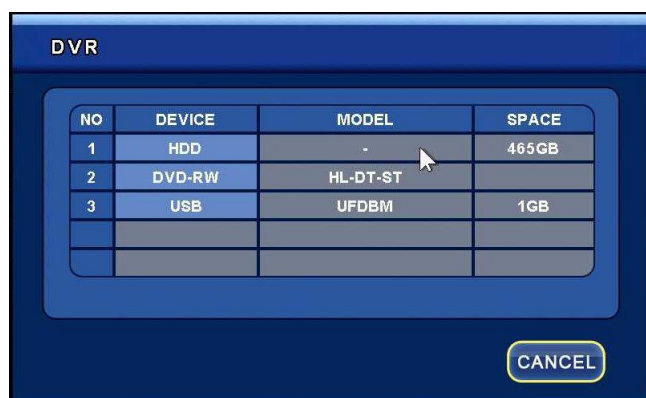 DVR
NO DEVICE MODEL SPACE
1 HDD - 465GB
2 DVD-RW HL-DT-ST
3 USB UFDBM 1GB
CANCEL